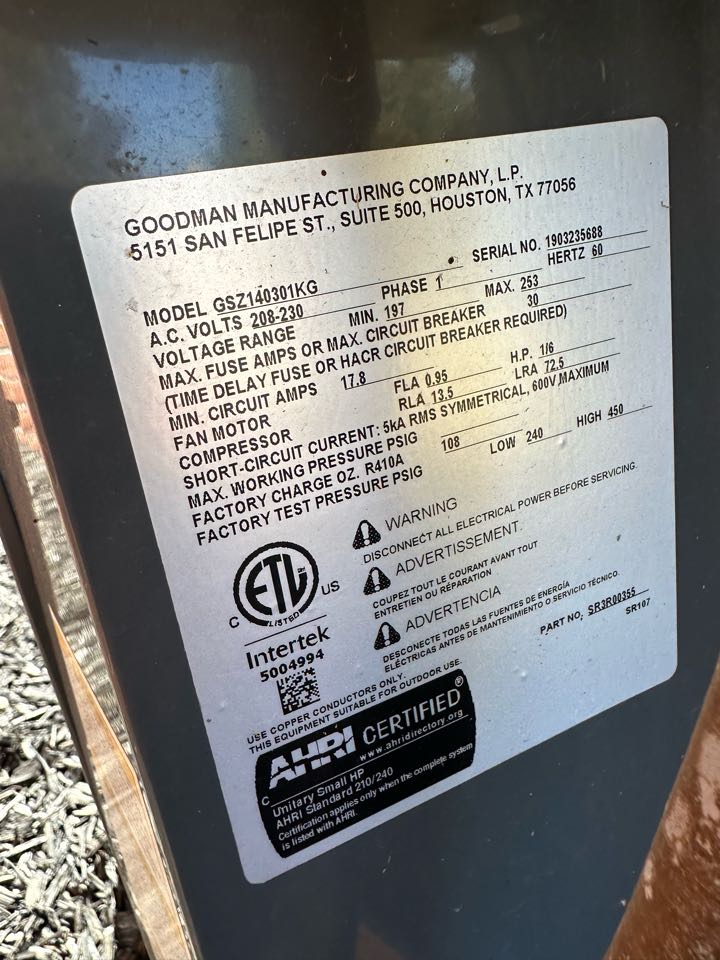 GOODMAN MANUFACTURING COMPANY, L.P.
5151 SAN FELIPE ST., SUITE 500, HOUSTON, TX 77056
MODEL GSZ140301KG SERIAL NO. 1903235688
A.C. VOLTS 208-230 PHASE 1 HERTZ 60
VOLTAGE RANGE MIN. 197 MAX. 253
MAX. FUSE AMPS OR MAX. CIRCUIT BREAKER 30
(TIME DELAY FUSE OR HACR CIRCUIT BREAKER REQUIRED)
MIN. CIRCUIT AMPS 17.8
FAN MOTOR FLA 0.95 H.P. 1/6
COMPRESSOR RLA 13.5 LRA 72.5
SHORT-CIRCUIT CURRENT: 5kA RMS SYMMETRICAL, 600V MAXIMUM
MAX. WORKING PRESSURE PSIG LOW 240 HIGH 450
FACTORY CHARGE OZ. R410A 108
FACTORY TEST PRESSURE PSIG
WARNING
DISCONNECT ALL ELECTRICAL POWER BEFORE SERVICING.
ADVERTISSEMENT.
COUPEZ TOUT LE COURANT AVANT TOUT
ENTRETIEN OU RÉPARATION
ADVERTENCIA
DESCONECTE TODAS LAS FUENTES DE ENERGÍA
ELÉCTRICAS ANTES DE MANTENIMIENTO O SERVICIO TÉCNICO.
PART NO, SR3R00355
SR107
C ETL US
LISTED
Intertek
5004994
USE COPPER CONDUCTORS ONLY.
THIS EQUIPMENT SUITABLE FOR OUTDOOR USE.
AHRI CERTIFIED®
www.ahridirectory.org
C
Unitary Small HP
AHRI Standard 210/240
Certification applies only when the complete system
is listed with AHRI.